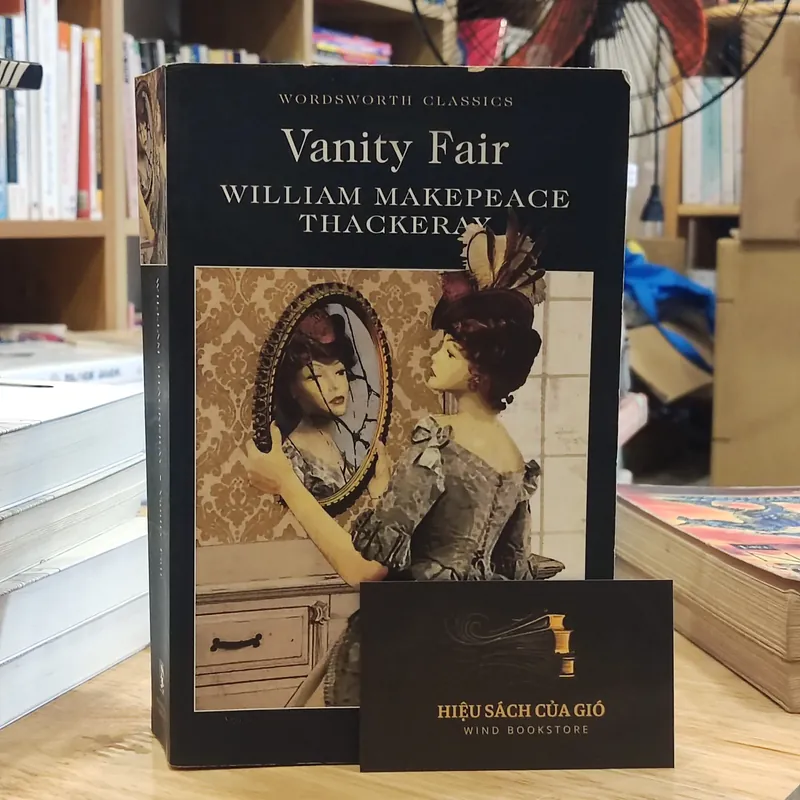 WORDSWORTH CLASSICS
Vanity Fair
WILLIAM MAKEPEACE
THACKERAY
HIỆU SÁCH CỦA GIÓ
WIND BOOKSTORE